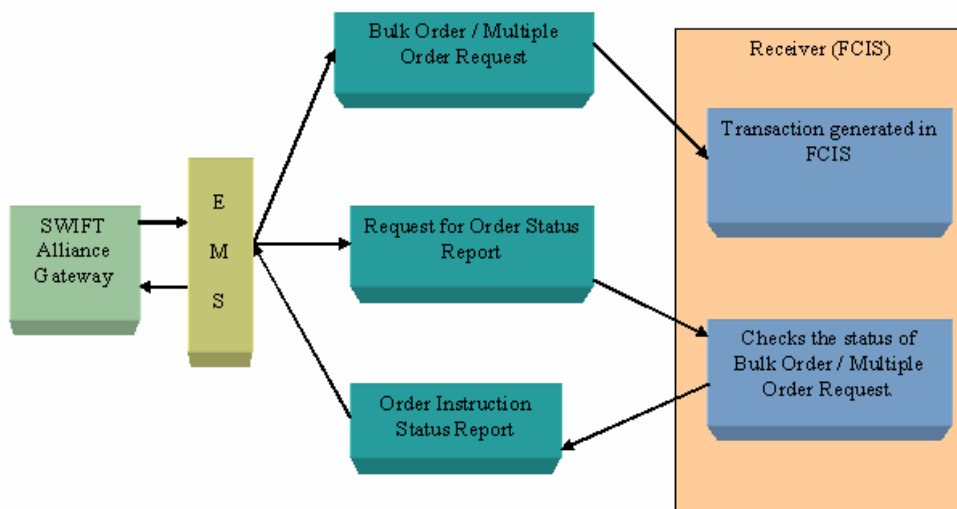 Bulk Order / Multiple
Order Request
Receiver (FCIS)
Transaction generated in
FCIS
SWIFT
Alliance
Gateway
E
M
S
Request for Order Status
Report
Checks the status of
Bulk Order / Multiple
Order Request.
Order Instruction
Status Report